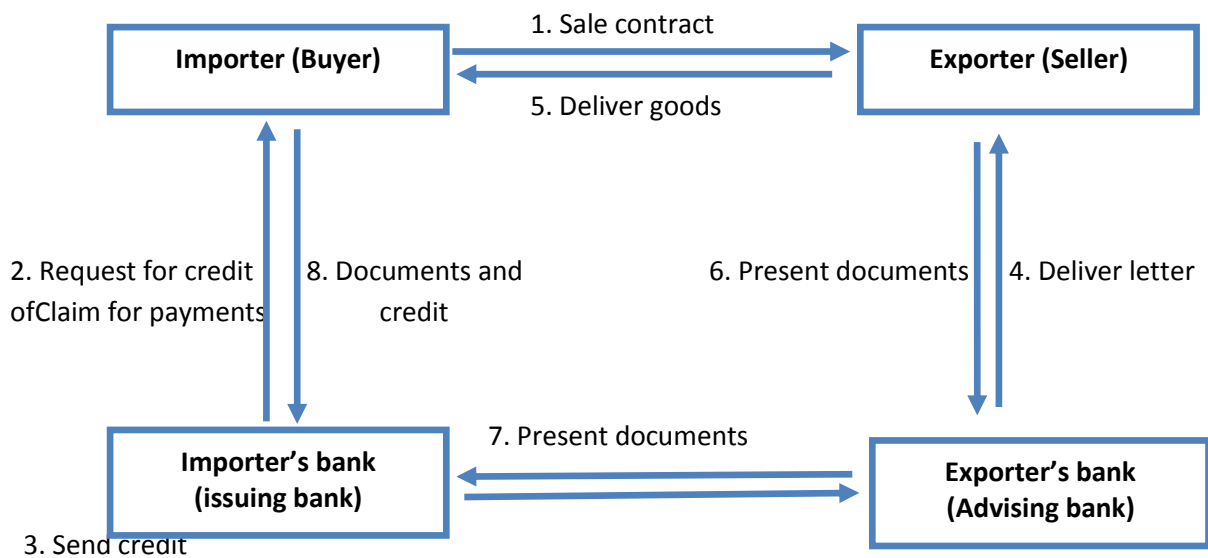 1. Sale contract
Importer (Buyer)
Exporter (Seller)
5. Deliver goods
2. Request for credit
ofClaim for payments
8. Documents and
credit
6. Present documents
4. Deliver letter
7. Present documents
Importer's bank
(issuing bank)
Exporter's bank
(Advising bank)
3. Send credit